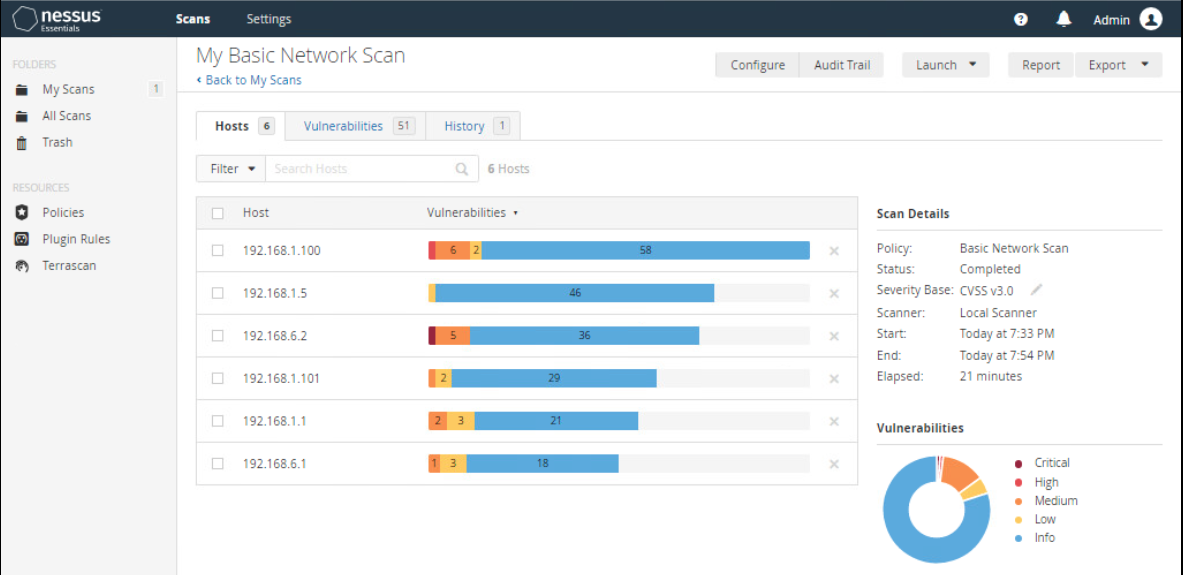 nessus
Essentials
Scans Settings
? Admin
FOLDERS
My Scans 1
All Scans
Trash
RESOURCES
Policies
Plugin Rules
Terrascan
My Basic Network Scan
‹ Back to My Scans
Configure Audit Trail Launch Report Export
Hosts 6 Vulnerabilities 51 History 1
Filter Search Hosts 6 Hosts
Host Vulnerabilities
192.168.1.100 6 2 58
192.168.1.5 46
192.168.6.2 5 36
192.168.1.101 2 29
192.168.1.1 2 3 21
192.168.6.1 1 3 18
Scan Details
Policy: Basic Network Scan
Status: Completed
Severity Base: CVSS v3.0
Scanner: Local Scanner
Start: Today at 7:33 PM
End: Today at 7:54 PM
Elapsed: 21 minutes
Vulnerabilities
Critical
High
Medium
Low
Info